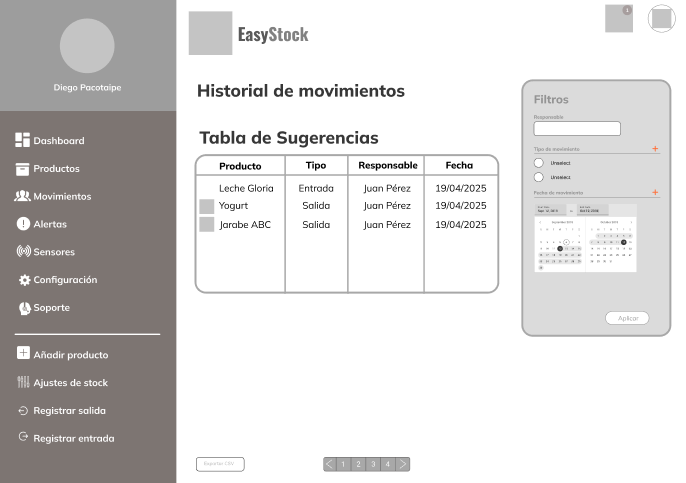 Diego Pacotaipe
Dashboard
Productos
Movimientos
Alertas
Sensores
Configuración
Soporte
Añadir producto
Ajustes de stock
Registrar salida
Registrar entrada
EasyStock
1
Historial de movimientos
Tabla de Sugerencias
Producto Tipo Responsable Fecha
Leche Gloria Entrada Juan Pérez 19/04/2025
Yogurt Salida Juan Pérez 19/04/2025
Jarabe ABC Salida Juan Pérez 19/04/2025
Filtros
Responsable
Tipo de movimiento +
Unselect
Unselect
Fecha de movimiento +
Aplicar
Exportar CSV
< 1 2 3 4 >